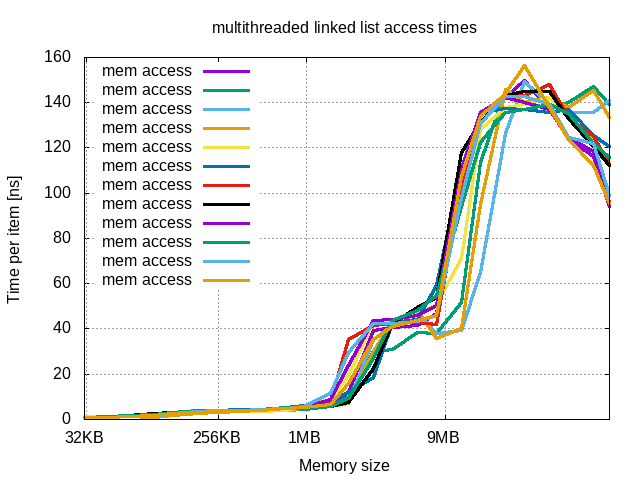 multithreaded linked list access times
160
140
120
100
80
60
40
20
0
Time per item [ns]
mem access
mem access
mem access
mem access
mem access
mem access
mem access
mem access
mem access
mem access
mem access
mem access
32KB 256KB 1MB 9MB
Memory size